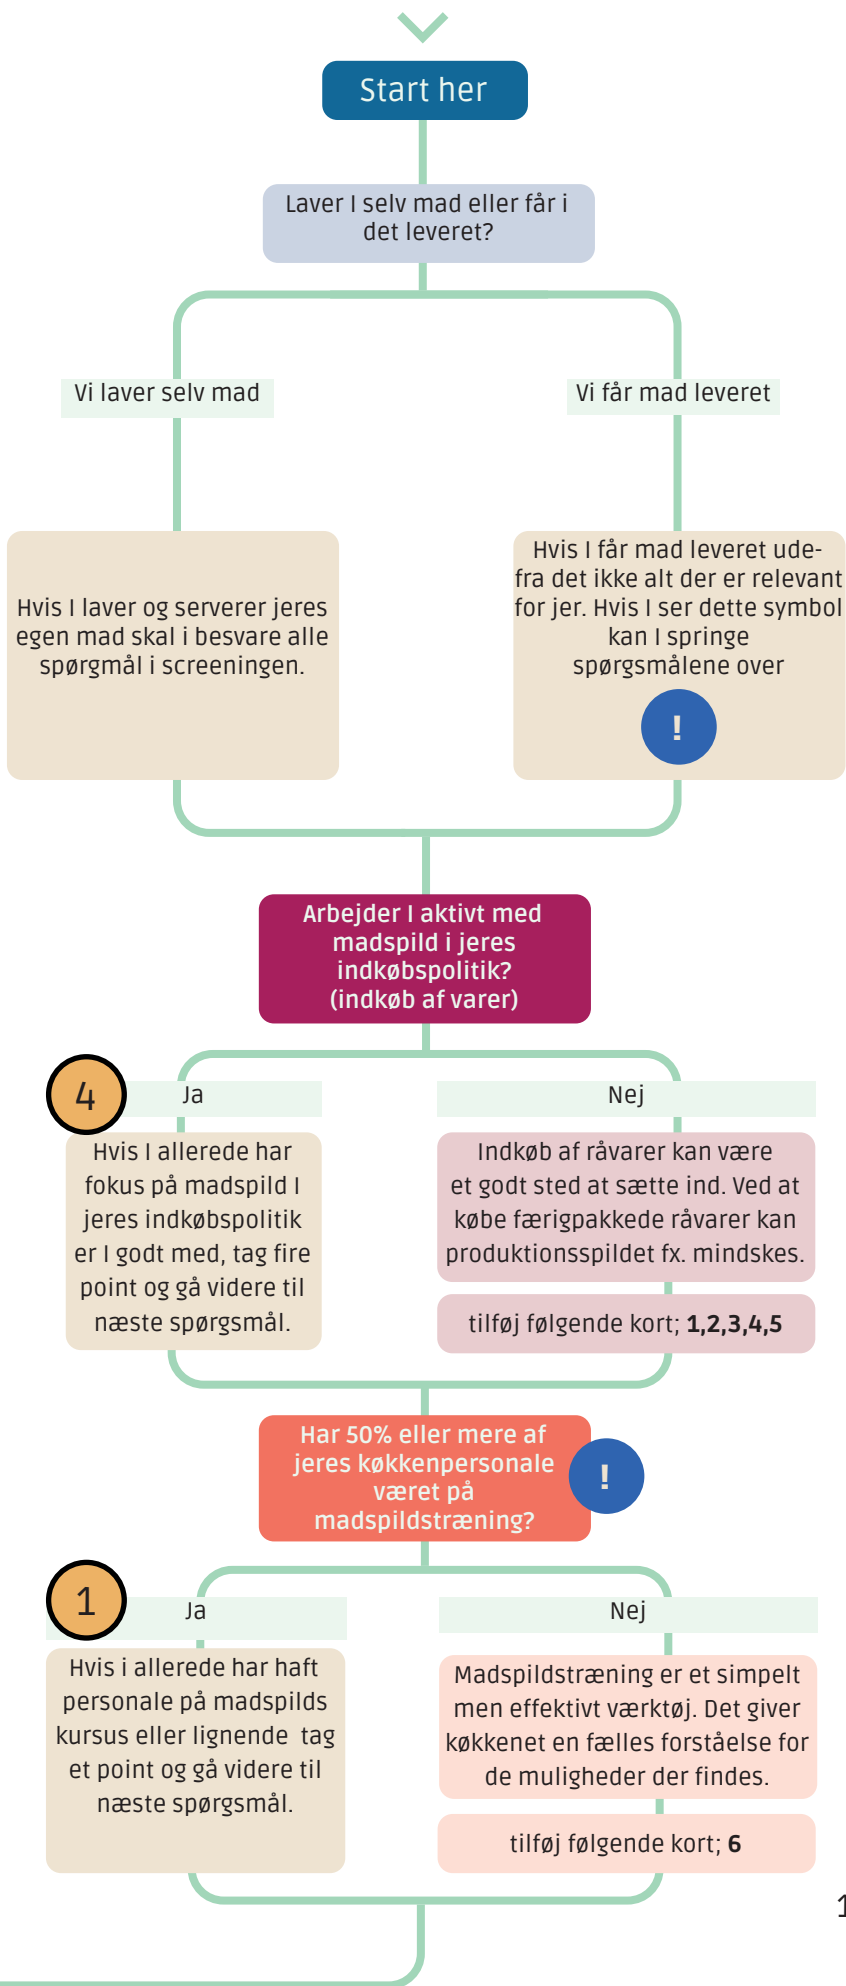 Start her
Laver I selv mad eller får i
det leveret?
Vi laver selv mad
Vi får mad leveret
Hvis I laver og serverer jeres
egen mad skal i besvare alle
spørgmål i screeningen.
Hvis I får mad leveret ude-
fra det ikke alt der er relevant
for jer. Hvis I ser dette symbol
kan I springe
spørgsmålene over
!
Arbejder I aktivt med
madspild i jeres
indkøbspolitik?
(indkøb af varer)
4
Ja
Hvis I allerede har
fokus på madspild I
jeres indkøbspolitik
er I godt med, tag fire
point og gå videre til
næste spørgsmål.
Nej
Indkøb af råvarer kan være
et godt sted at sætte ind. Ved at
købe færigpakkede råvarer kan
produktionsspildet fx. mindskes.
tilføj følgende kort; 1,2,3,4,5
Har 50% eller mere af
jeres køkkenpersonale
været på
madspildstræning?
!
1
Ja
Hvis i allerede har haft
personale på madspilds
kursus eller lignende tag
et point og gå videre til
næste spørgsmål.
Nej
Madspildstræning er et simpelt
men effektivt værktøj. Det giver
køkkenet en fælles forståelse for
de muligheder der findes.
tilføj følgende kort; 6
1